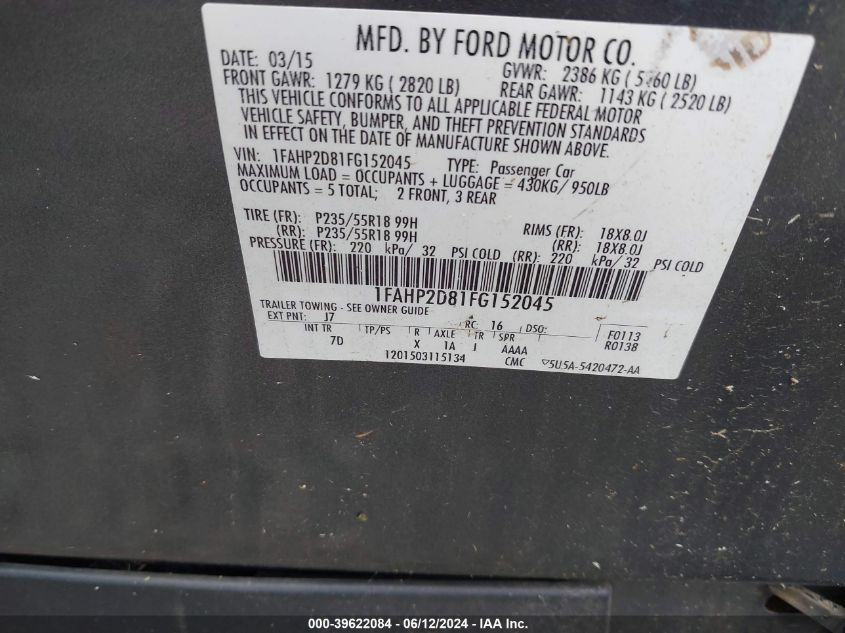 MFD. BY FORD MOTOR CO.
DATE: 03/15 GVWR: 2386 KG ( 5260 LB)
FRONT GAWR: 1279 KG ( 2820 LB) REAR GAWR: 1143 KG ( 2520 LB)
THIS VEHICLE CONFORMS TO ALL APPLICABLE FEDERAL MOTOR
VEHICLE SAFETY, BUMPER, AND THEFT PREVENTION STANDARDS
IN EFFECT ON THE DATE OF MANUFACTURE SHOWN ABOVE.
VIN: 1FAHP2D81FG152045 TYPE: Passenger Car
MAXIMUM LOAD = OCCUPANTS + LUGGAGE = 430KG/ 950LB
OCCUPANTS = 5 TOTAL; 2 FRONT, 3 REAR
TIRE (FR): P235/55R18 99H RIMS (FR): 18X8.0J
(RR): P235/55R18 99H (RR): 18X8.0J
PRESSURE (FR): 220 kPa/ 32 PSI COLD (RR): 220 kPa/ 32 PSI COLD
1FAHP2D81FG152045
TRAILER TOWING - SEE OWNER GUIDE
EXT PNT: J7 RC: 16 DSO: F0113
INT TR TP/PS R AXLE TR SPR R0138
7D X 1A I AAAA
1201503115134 CMC ▽5U5A-5420472-AA
000-39622084 - 06/12/2024 - IAA Inc.